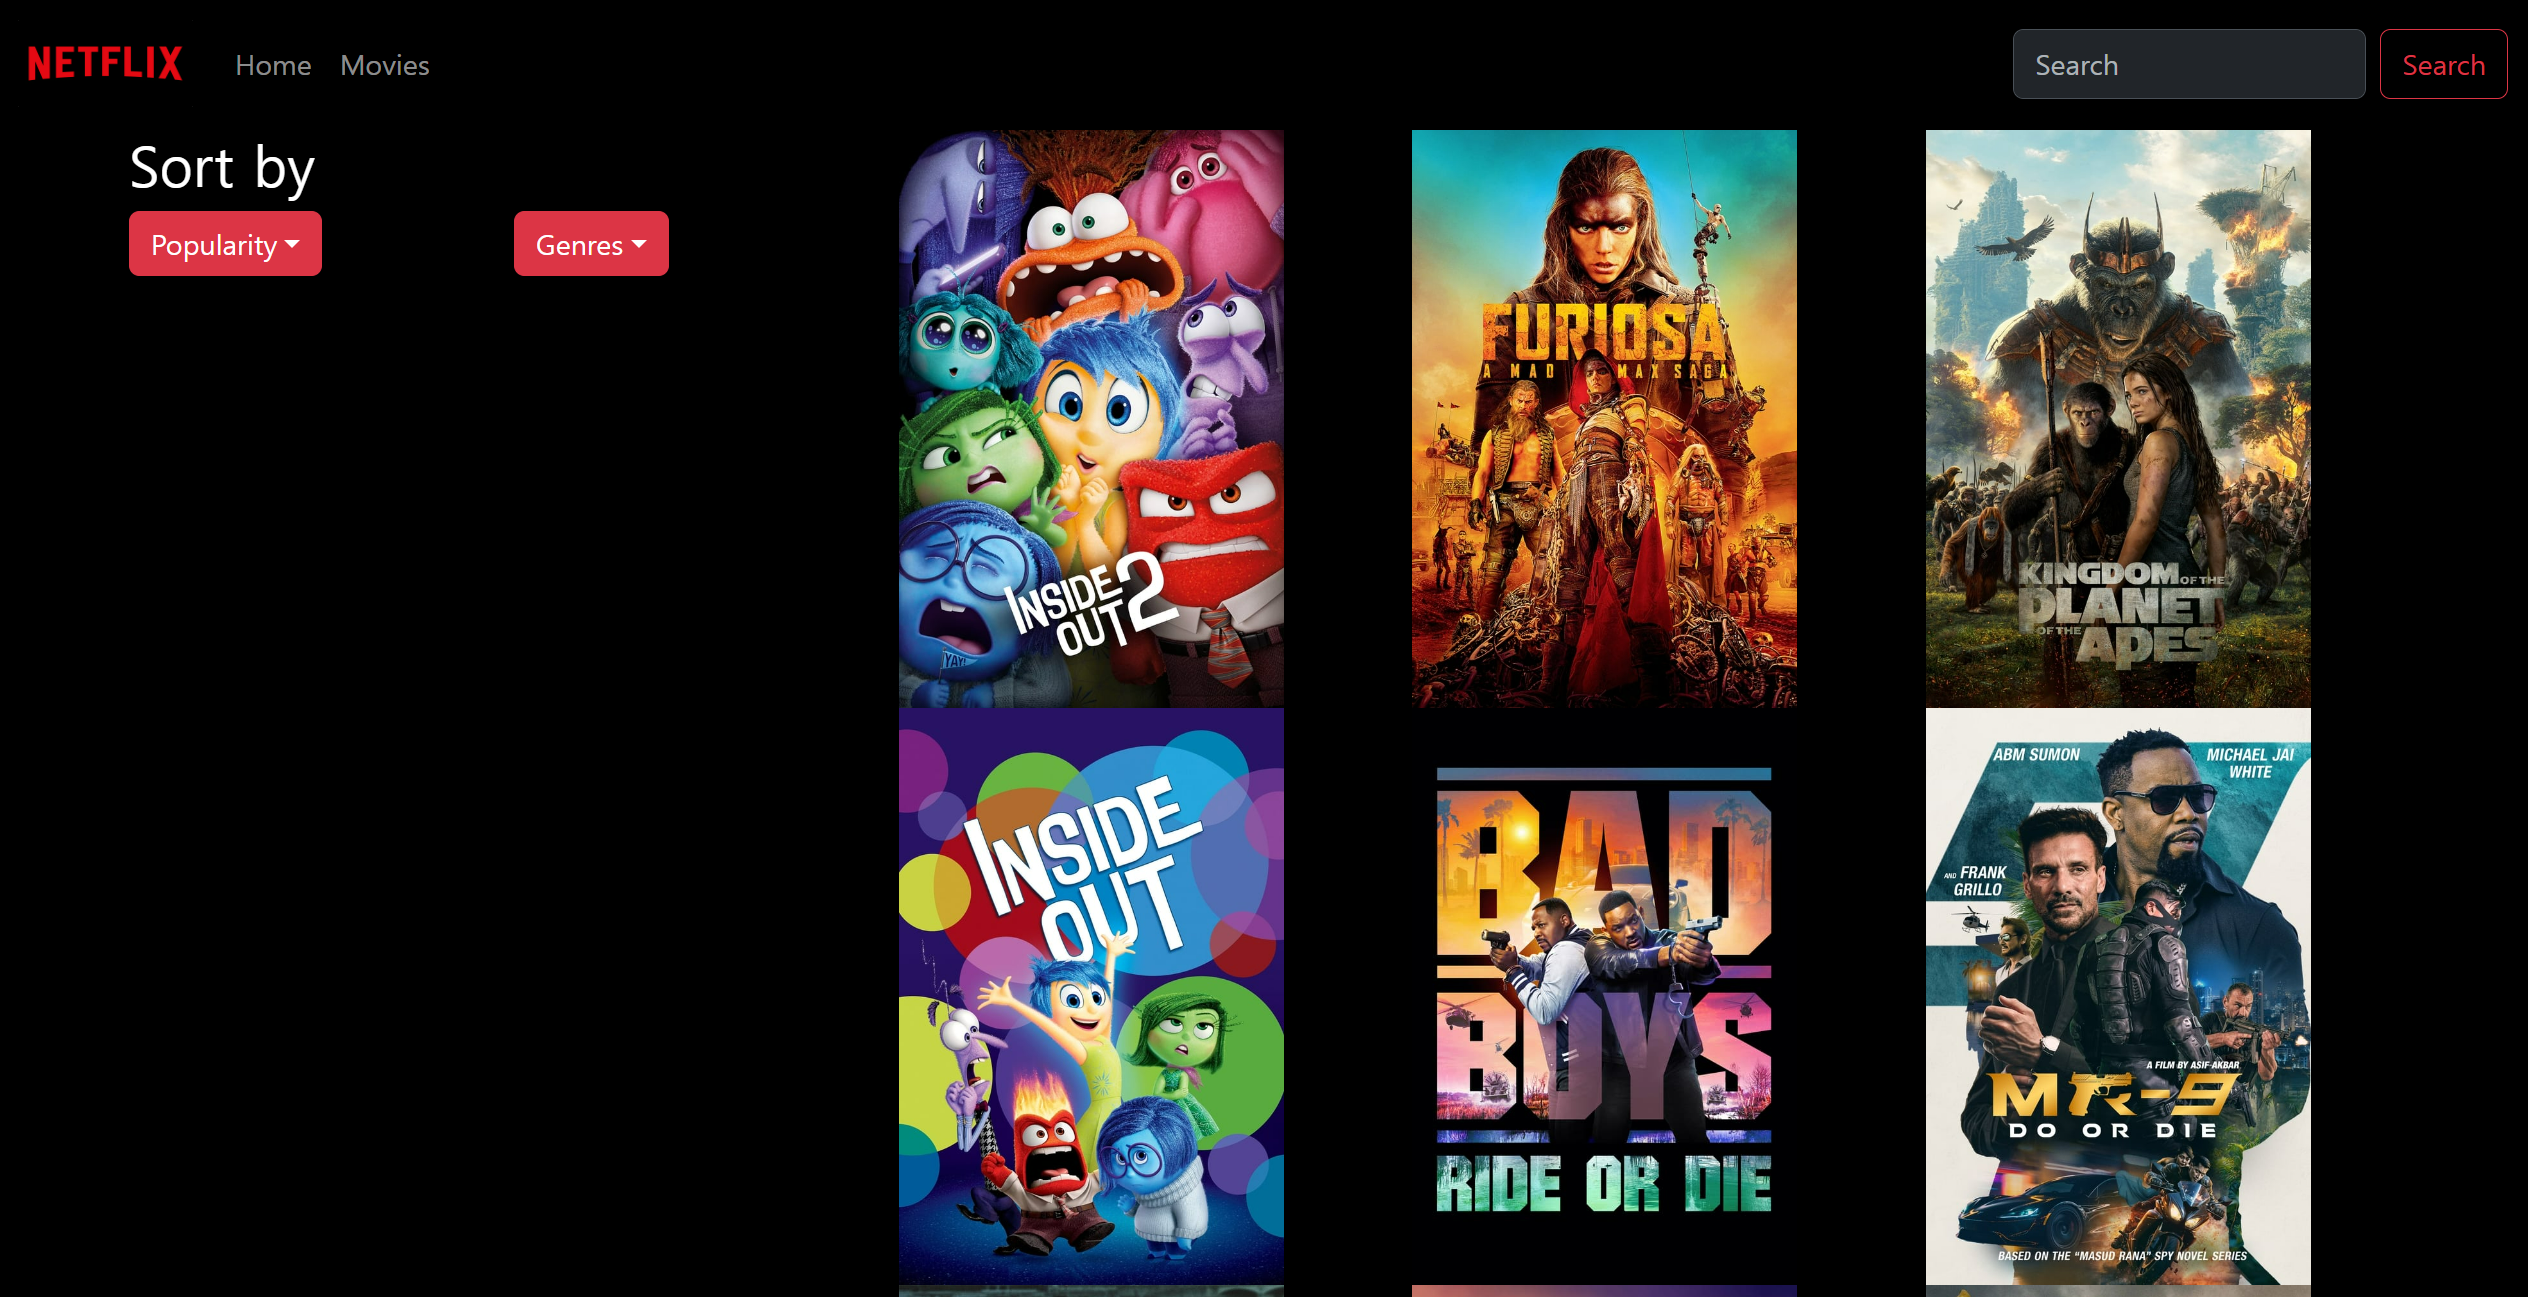 NETFLIX
Home
Movies
Search
Search
Sort by
Popularity
Genres
YAY!
INSIDE
OUT 2
FURIOSA
A MAD MAX SAGA
KINGDOM OF THE
PLANET
OF THE
APES
INSIDE
OUT
BAD
BOYS
RIDE OR DIE
ABM SUMON
MICHAEL JAI
WHITE
AND FRANK
GRILLO
A FILM BY ASIF AKBAR
MR-9
DO OR DIE
BASED ON THE "MASUD RANA" SPY NOVEL SERIES